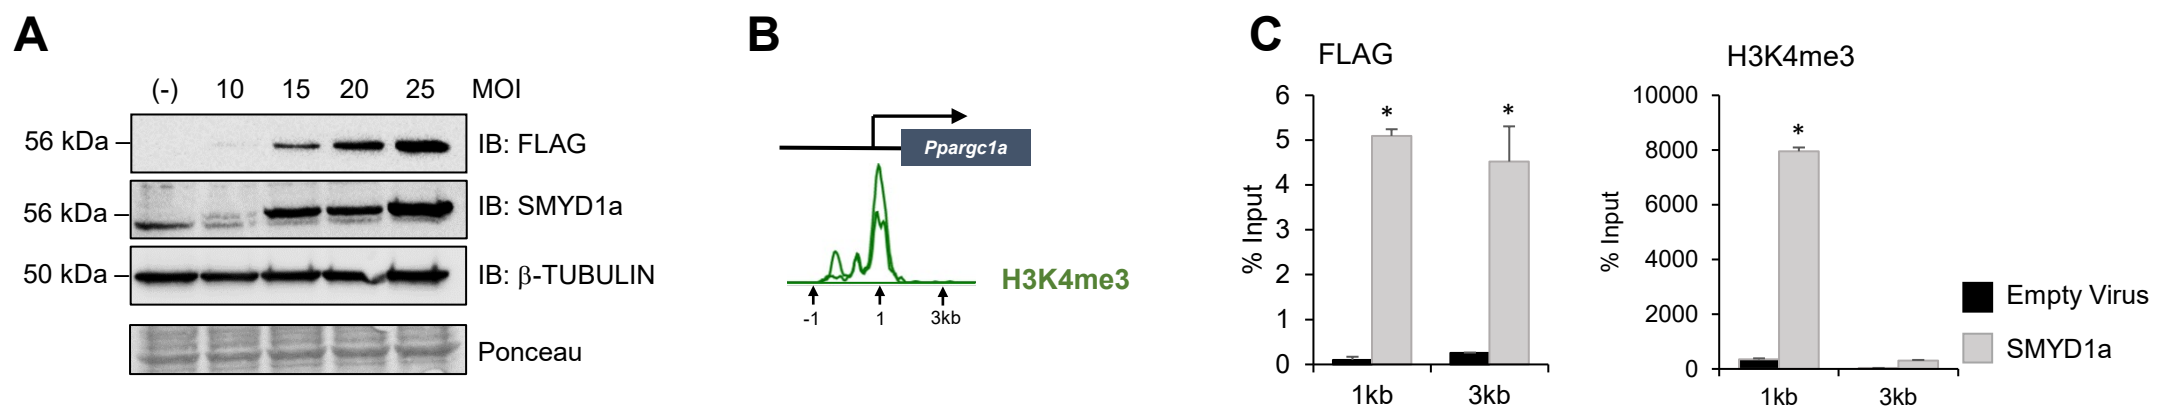 A
(-) 10 15 20 25 MOI
56 kDa
IB: FLAG
56 kDa
IB: SMYD1a
50 kDa
IB: β-TUBULIN
Ponceau
B
Ppargc1a
H3K4me3
-1 1 3kb
C
FLAG
% Input
6
5
4
3
2
1
0
*
*
1kb 3kb
H3K4me3
% Input
10000
8000
6000
4000
2000
0
*
1kb 3kb
Empty Virus
SMYD1a